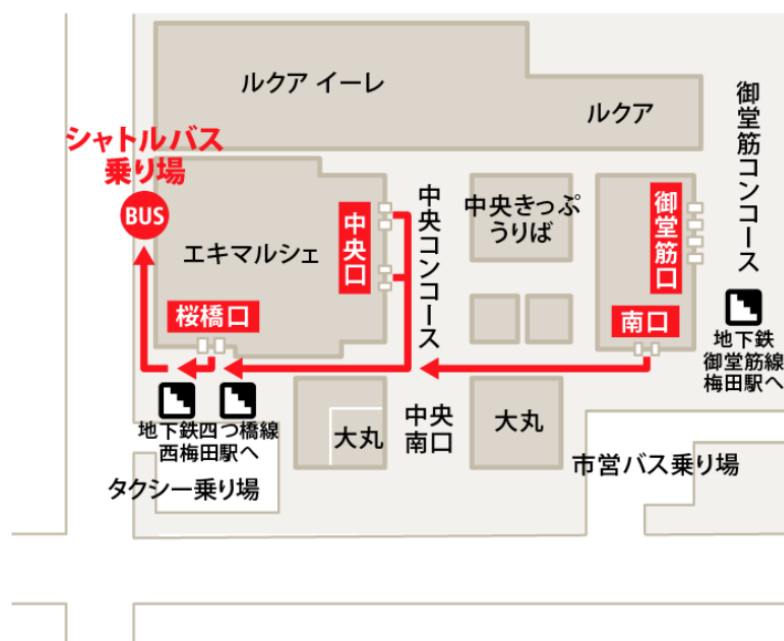 ルクア イーレ
ルクア
御堂筋コンコース
シャトルバス
乗り場
BUS
エキマルシェ
中央口
中央コンコース
中央きっぷ
うりば
御堂筋口
桜橋口
南口
地下鉄
御堂筋線
梅田駅へ
地下鉄四つ橋線
西梅田駅へ
大丸
中央
南口
大丸
タクシー乗り場
市営バス乗り場